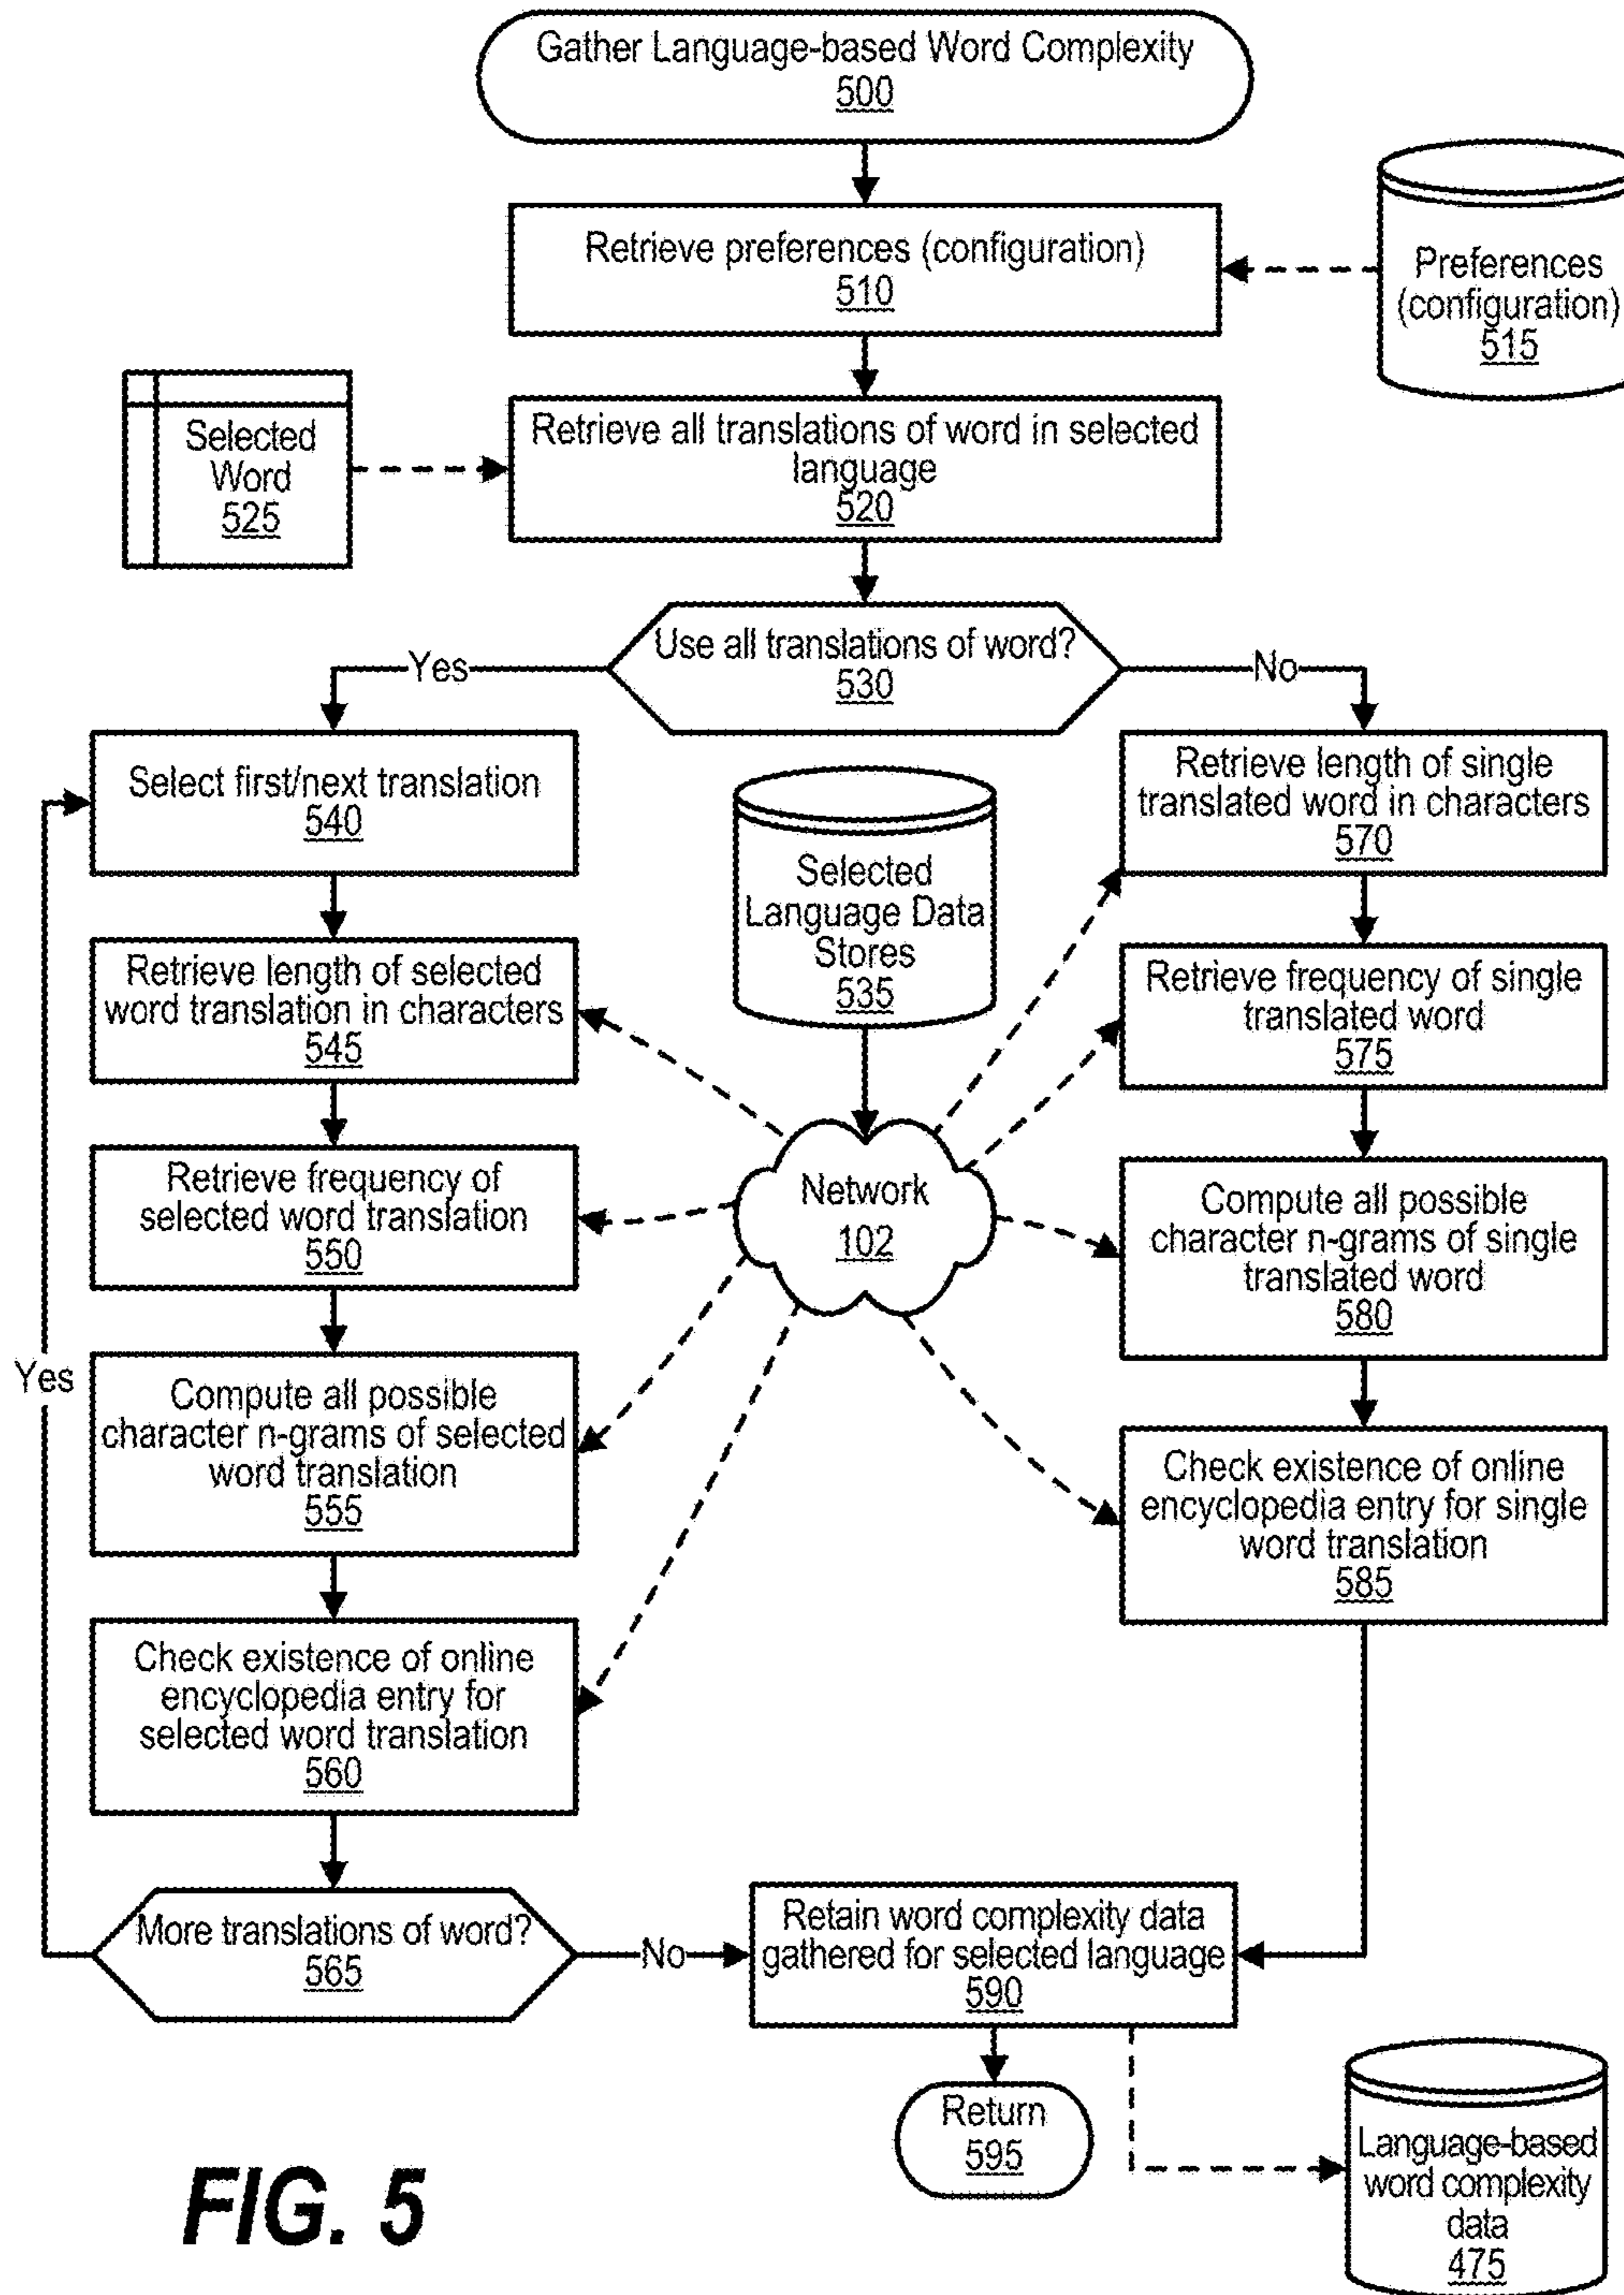 Gather Language-based Word Complexity
500
Retrieve preferences (configuration)
510
Preferences
(configuration)
515
Selected
Word
525
Retrieve all translations of word in selected
language
520
Use all translations of word?
530
Yes
No
Select first/next translation
540
Selected
Language Data
Stores
535
Retrieve length of single
translated word in characters
570
Retrieve length of selected
word translation in characters
545
Retrieve frequency of single
translated word
575
Retrieve frequency of
selected word translation
550
Network
102
Compute all possible
character n-grams of single
translated word
580
Yes
Compute all possible
character n-grams of selected
word translation
555
Check existence of online
encyclopedia entry for single
word translation
585
Check existence of online
encyclopedia entry for
selected word translation
560
More translations of word?
565
No
Retain word complexity data
gathered for selected language
590
Return
595
Language-based
word complexity
data
475
FIG. 5